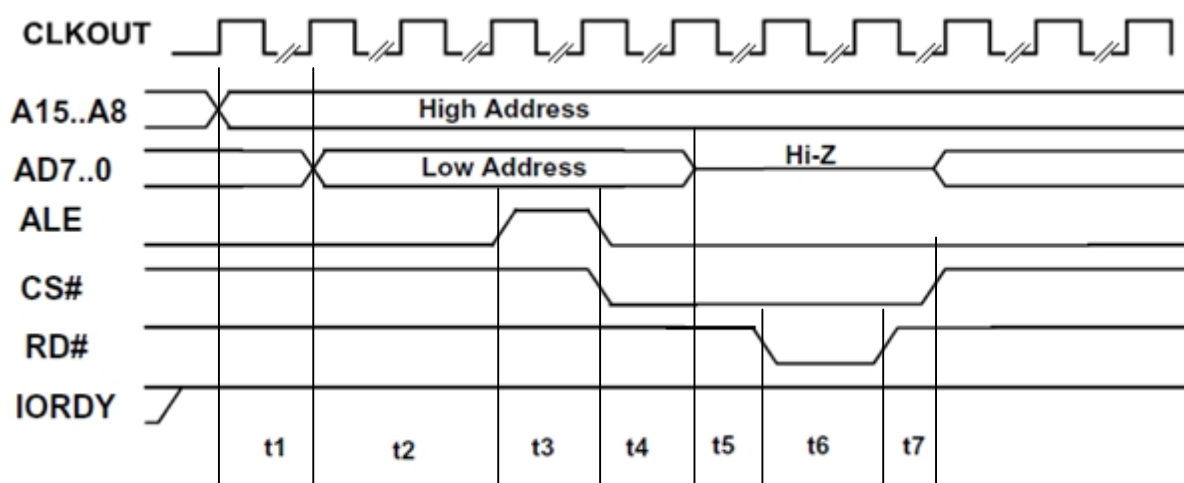 CLKOUT
A15..A8
High Address
AD7..0
Low Address
Hi-Z
ALE
CS#
RD#
IORDY
t1
t2
t3
t4
t5
t6
t7